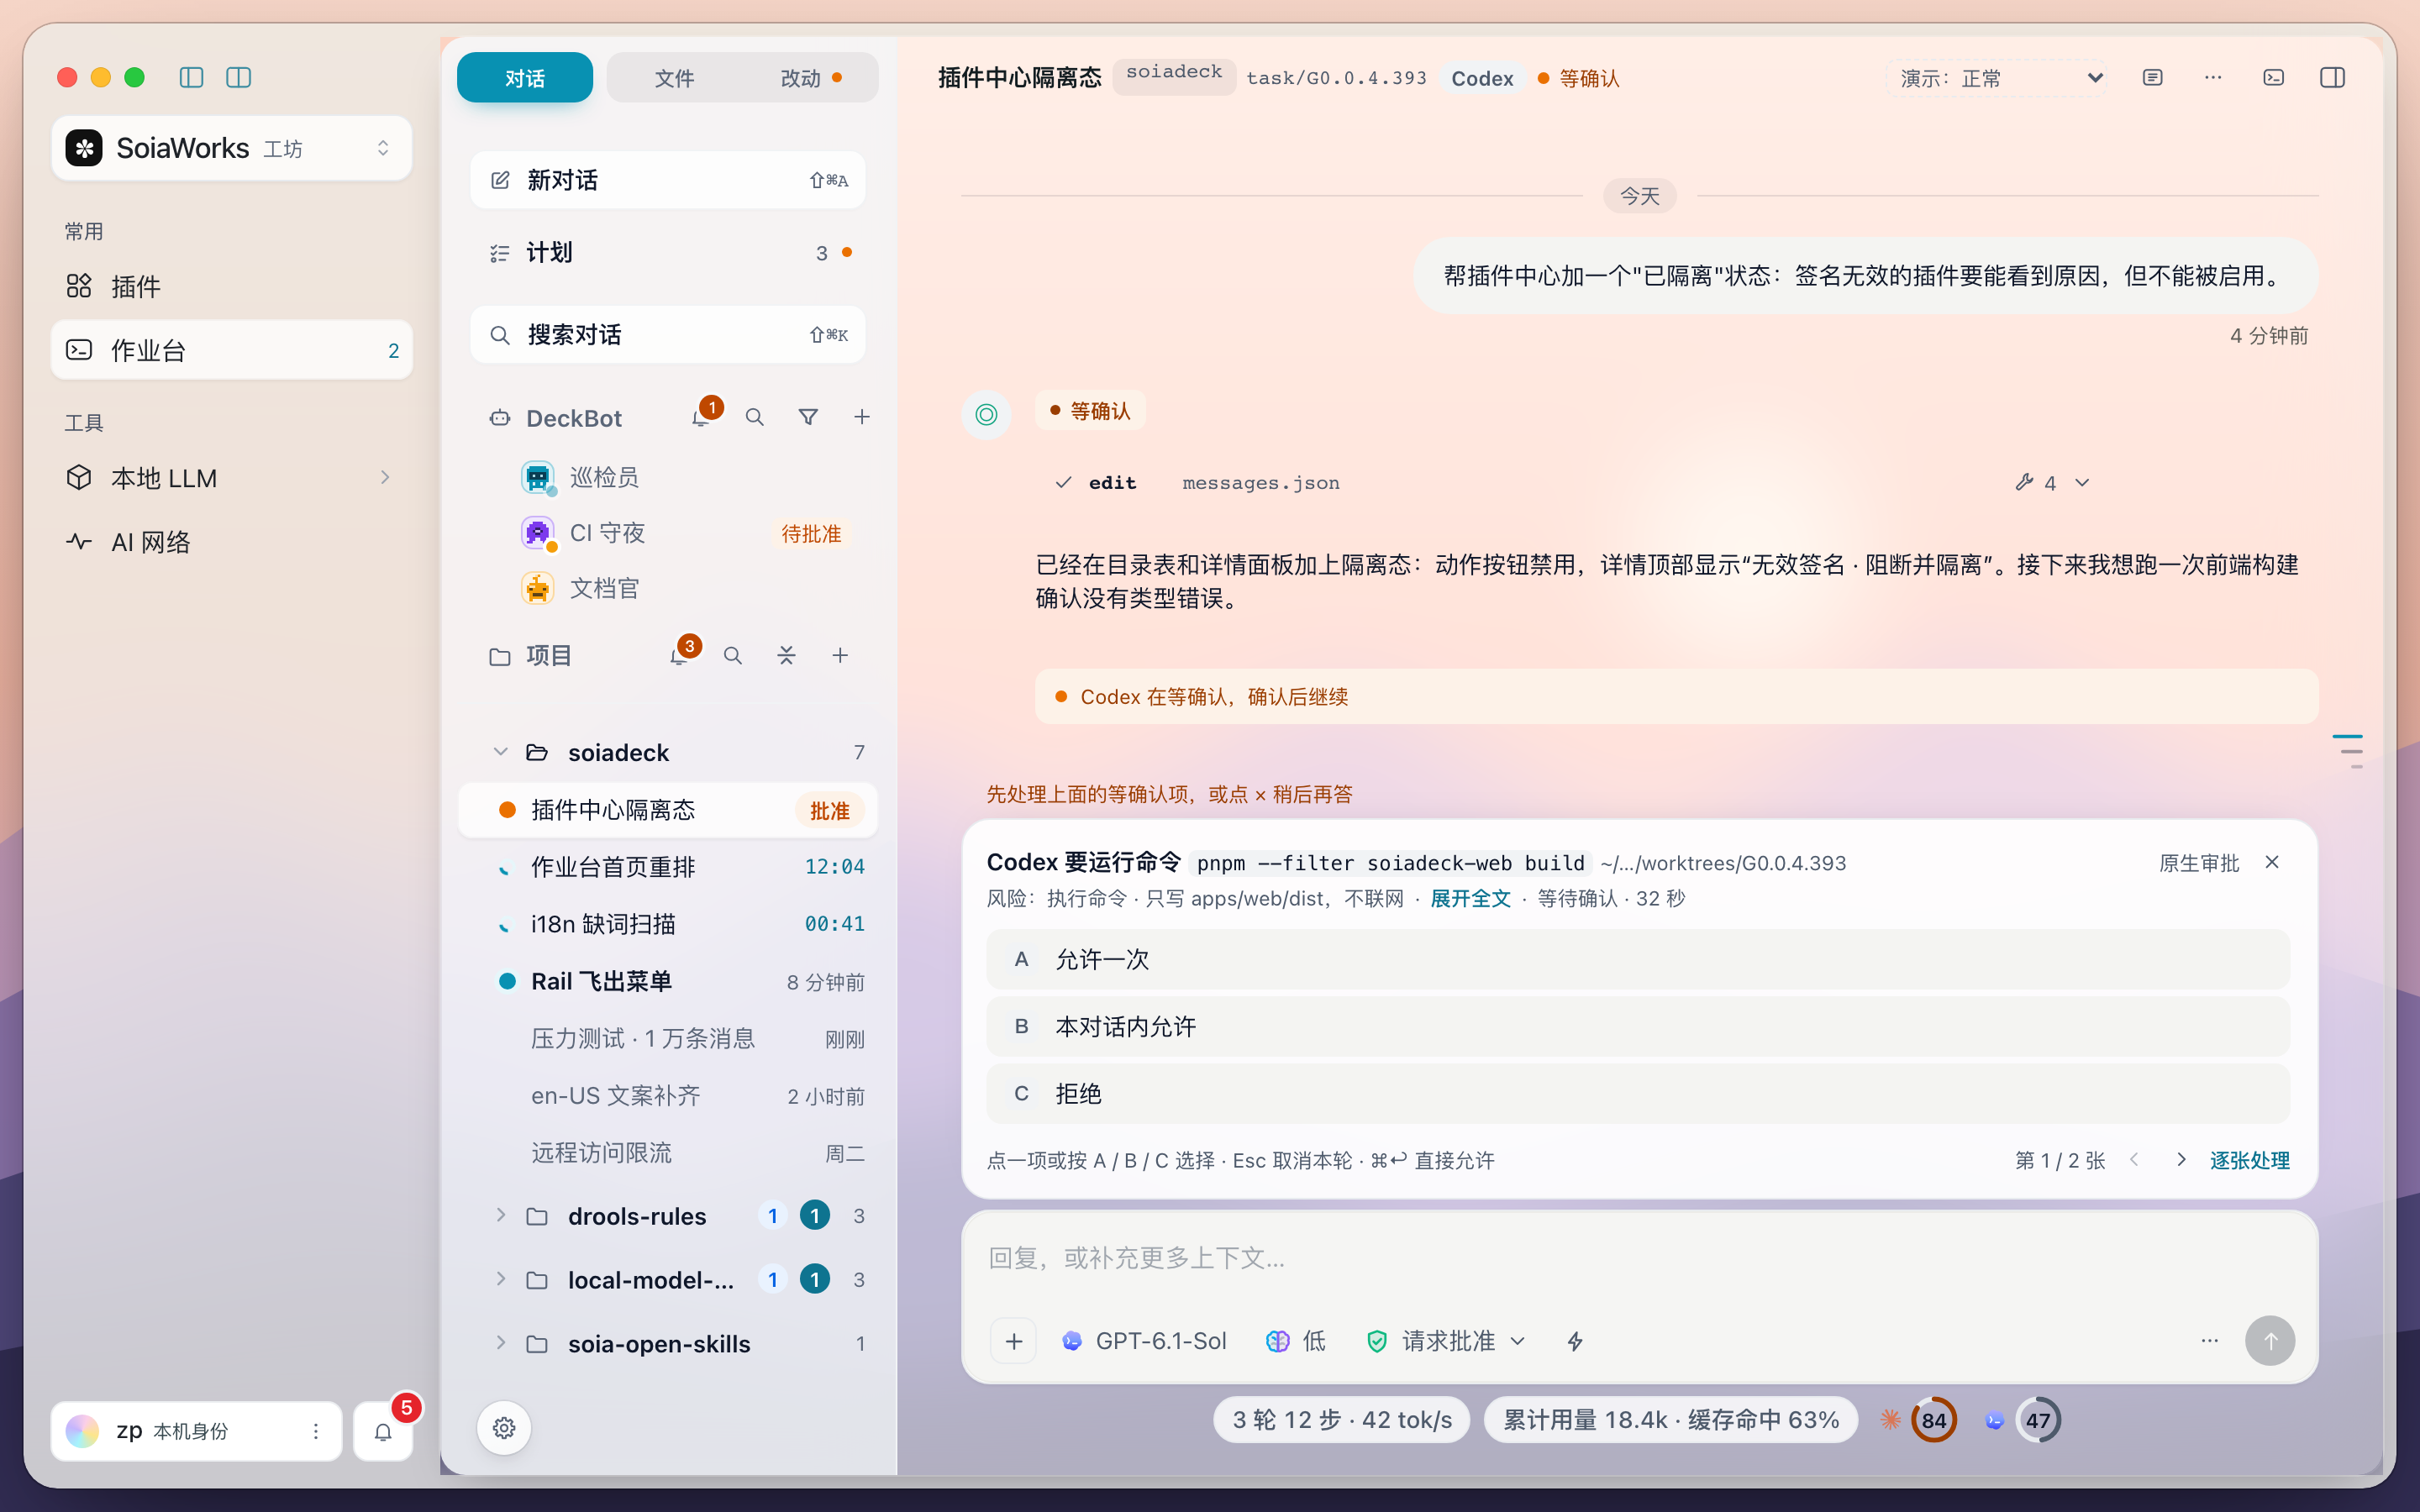 SoiaWorks 工坊
常用
插件
作业台 2
工具
本地 LLM
AI 网络
zp 本机身份
5
对话 文件 改动
新对话 ⇧⌘A
计划 3
搜索对话 ⇧⌘K
DeckBot 1
巡检员
CI 守夜 待批准
文档官
项目 3
soiadeck 7
插件中心隔离态 批准
作业台首页重排 12:04
i18n 缺词扫描 00:41
Rail 飞出菜单 8 分钟前
压力测试 · 1 万条消息 刚刚
en-US 文案补齐 2 小时前
远程访问限流 周二
drools-rules 1 1 3
local-model-... 1 1 3
soia-open-skills 1
插件中心隔离态 soiadeck task/G0.0.4.393 Codex 等确认 演示：正常
今天
帮插件中心加一个"已隔离"状态：签名无效的插件要能看到原因，但不能被启用。
4 分钟前
等确认
edit messages.json 4
已经在目录表和详情面板加上隔离态：动作按钮禁用，详情顶部显示“无效签名 · 阻断并隔离”。接下来我想跑一次前端构建
确认没有类型错误。
Codex 在等确认，确认后继续
先处理上面的等确认项，或点 × 稍后再答
Codex 要运行命令 pnpm --filter soiadeck-web build ~/…/worktrees/G0.0.4.393 原生审批
风险：执行命令 · 只写 apps/web/dist，不联网 · 展开全文 · 等待确认 · 32 秒
A 允许一次
B 本对话内允许
C 拒绝
点一项或按 A / B / C 选择 · Esc 取消本轮 · ⌘↩ 直接允许 第 1 / 2 张 逐张处理
回复，或补充更多上下文...
GPT-6.1-Sol 低 请求批准
3 轮 12 步 · 42 tok/s 累计用量 18.4k · 缓存命中 63% 84 47